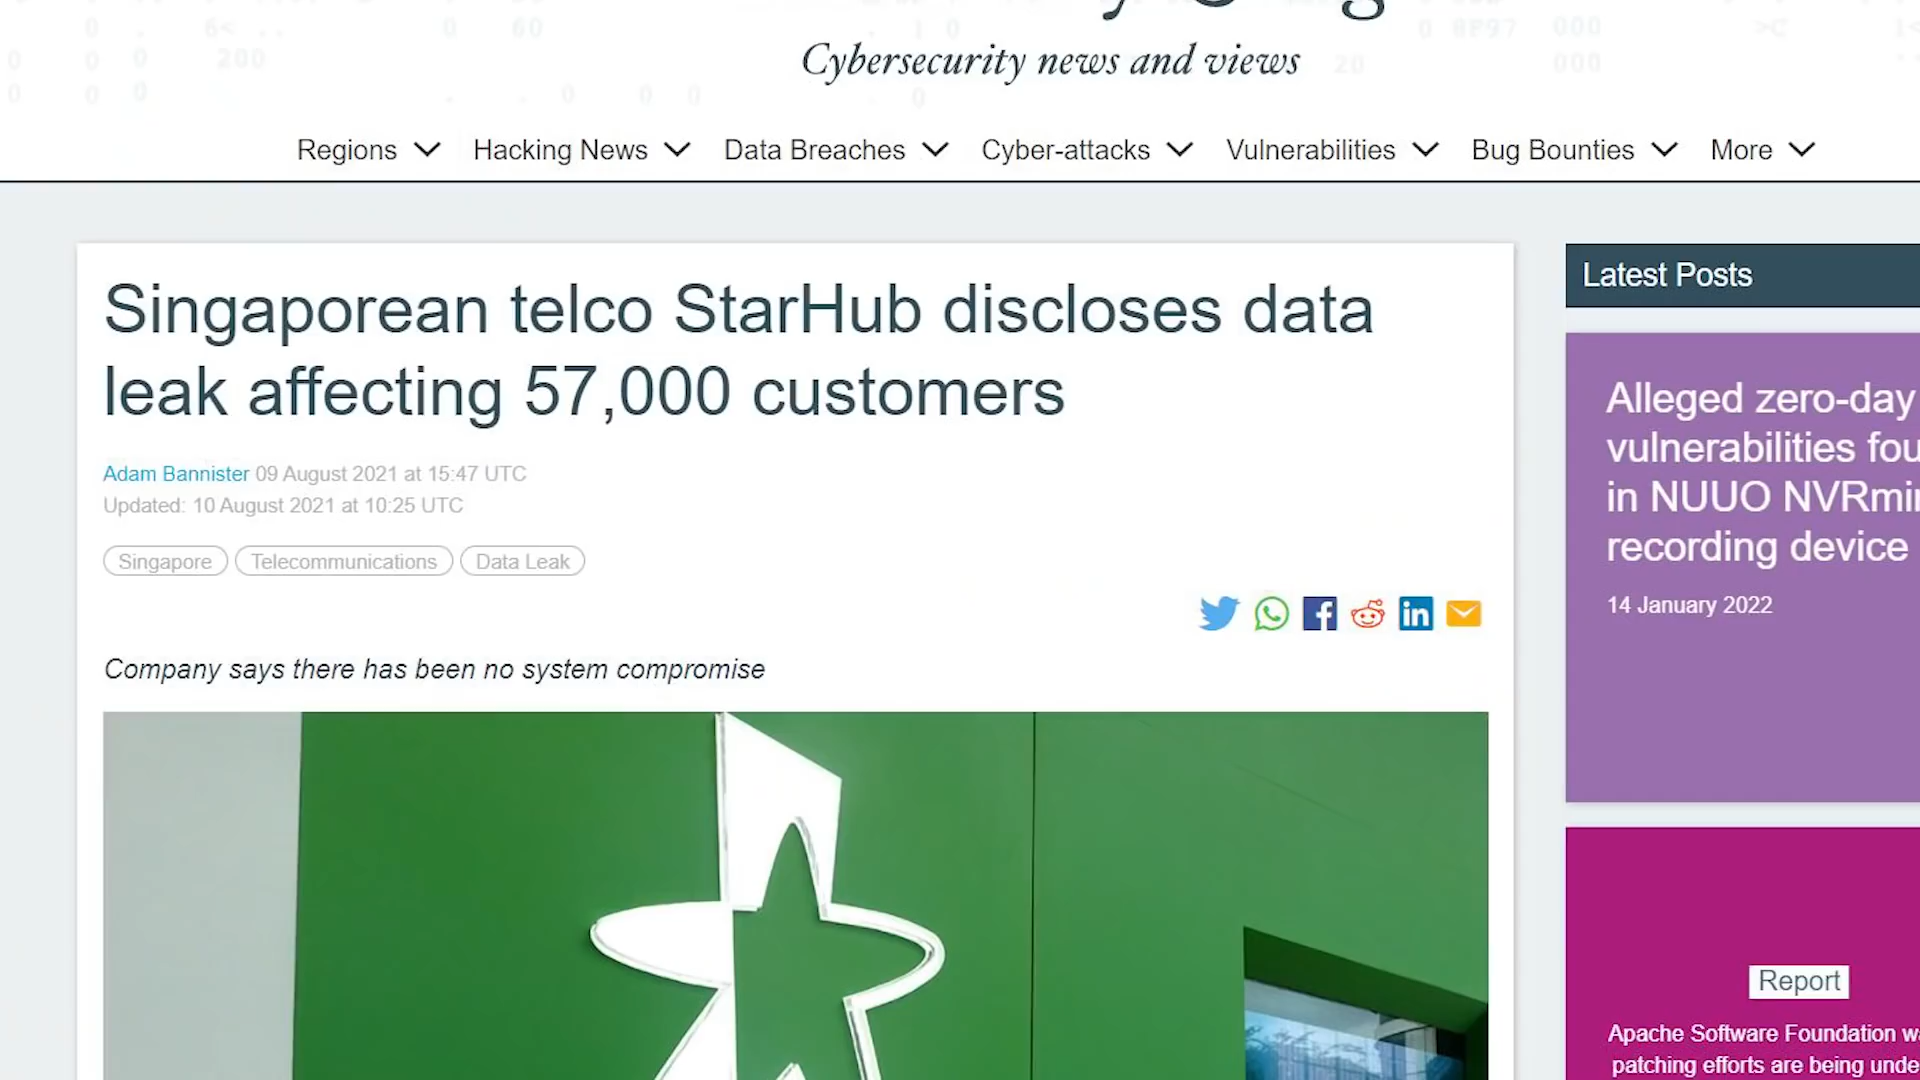 Cybersecurity news and views
Regions
Hacking News
Data Breaches
Cyber-attacks
Vulnerabilities
Bug Bounties
More
Singaporean telco StarHub discloses data
leak affecting 57,000 customers
Adam Bannister 09 August 2021 at 15:47 UTC
Updated: 10 August 2021 at 10:25 UTC
Singapore
Telecommunications
Data Leak
Company says there has been no system compromise
Latest Posts
Alleged zero-day
vulnerabilities
in NUUO
recording device
14 January 2022
Report
Apache Software Foundation
patching efforts are being